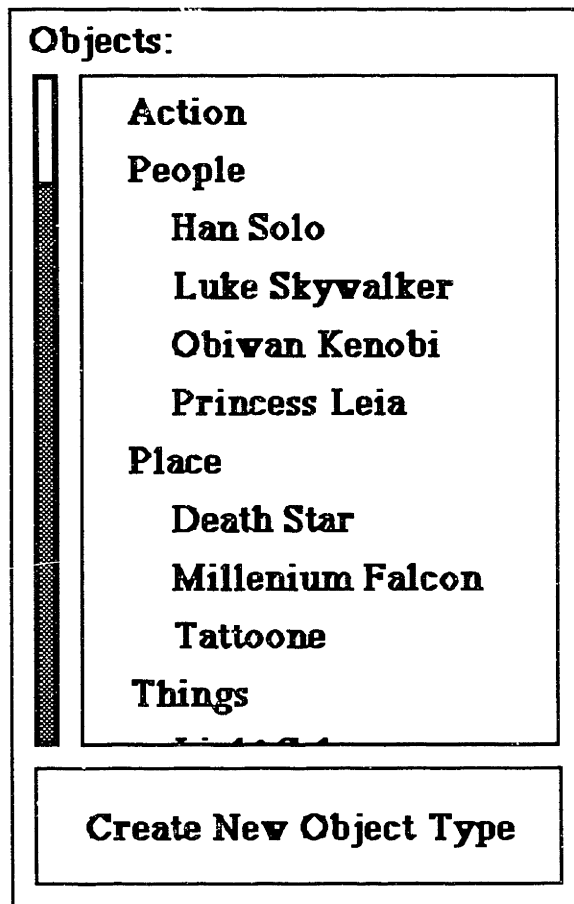 Objects:
Action
People
Han Solo
Luke Skywalker
Obiwan Kenobi
Princess Leia
Place
Death Star
Millenium Falcon
Tattoone
Things
Create New Object Type